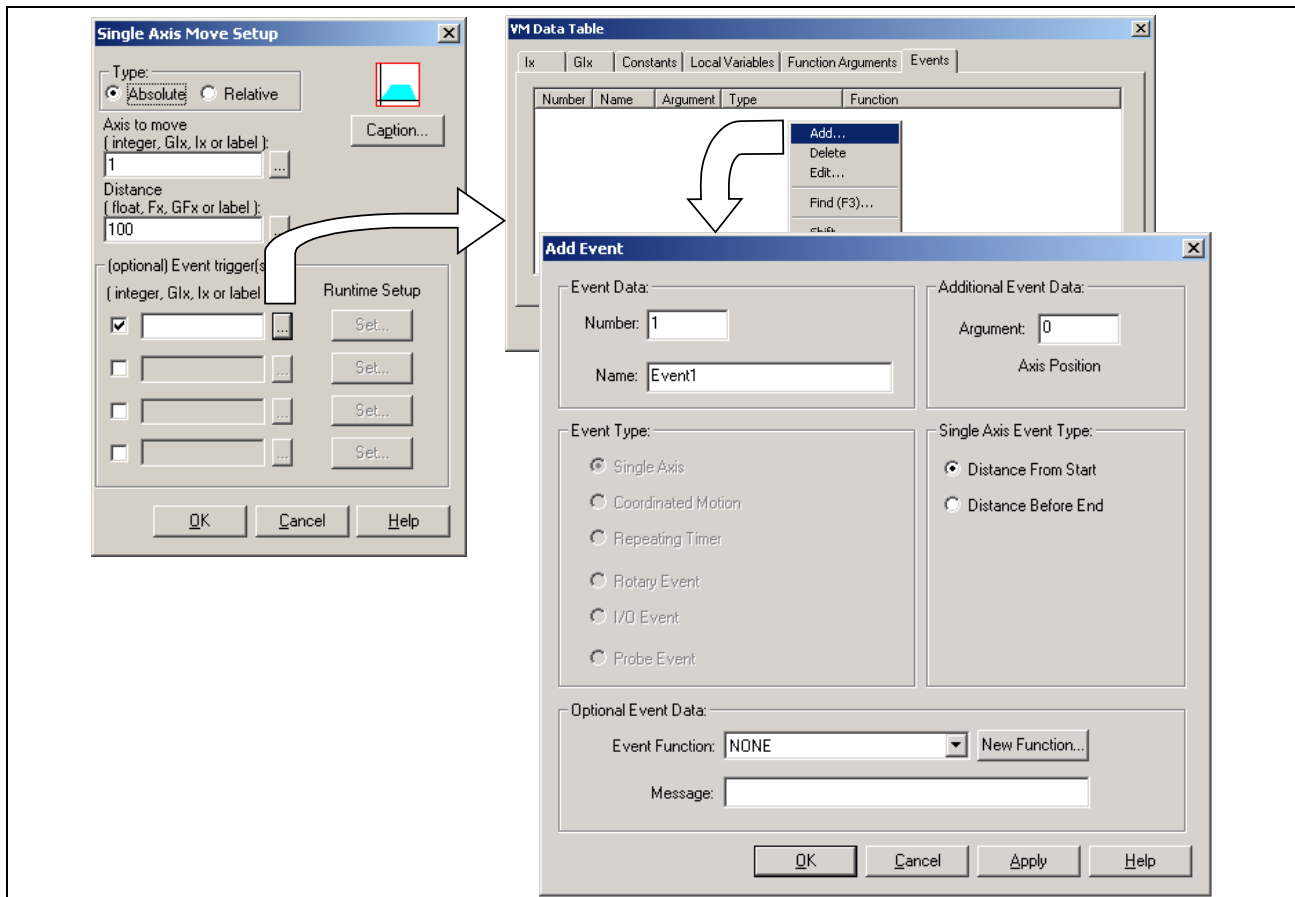 Single Axis Move Setup
Type:
Absolute Relative
Axis to move
( integer, GIx, Ix or label ):
Caption...
1 ...
Distance
( float, Fx, GFx or label ):
100
(optional) Event trigger(s
( integer, GIx, Ix or label
Runtime Setup
... Set...
... Set...
... Set...
... Set...
OK Cancel Help
VM Data Table
Ix GIx Constants Local Variables Function Arguments Events
Number Name Argument Type Function
Add...
Delete
Edit...
Find (F3)...
Add Event
Event Data:
Number: 1
Name: Event1
Additional Event Data:
Argument: 0
Axis Position
Event Type:
Single Axis
Coordinated Motion
Repeating Timer
Rotary Event
I/O Event
Probe Event
Single Axis Event Type:
Distance From Start
Distance Before End
Optional Event Data:
Event Function: NONE New Function...
Message:
OK Cancel Apply Help